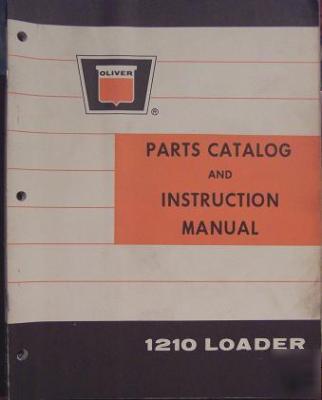 OLIVER
®
PARTS CATALOG
AND
INSTRUCTION
MANUAL
1210 LOADER